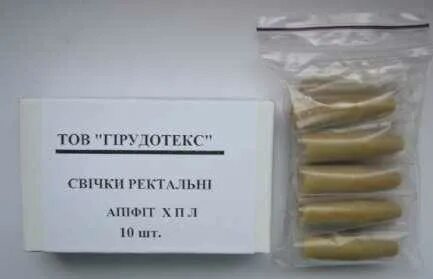 ТОВ "ГІРУДОТЕКС"
СВІЧКИ РЕКТАЛЬНІ
АПІФІТ Х П Л
10 шт.